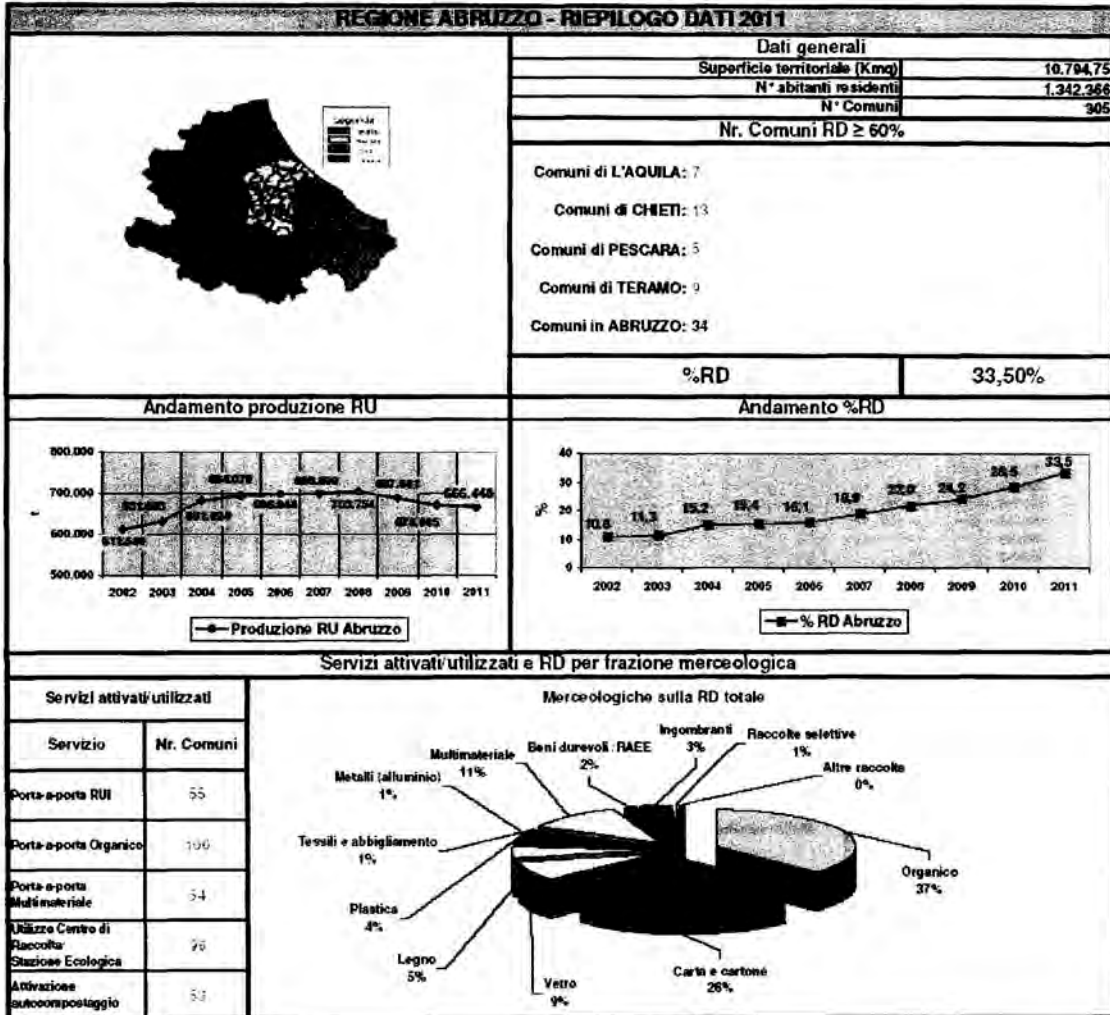 REGIONE ABRUZZO - RIEPILOGO DATI 2011
Dati generali
Superficie territoriale (Kmq) 10.794,75
N° abitanti residenti 1.342.366
N° Comuni 305
Nr. Comuni RD ≥ 60%
Legenda
Comuni di L'AQUILA: 7
Comuni di CHIETI: 13
Comuni di PESCARA: 5
Comuni di TERAMO: 9
Comuni in ABRUZZO: 34
%RD 33,50%
Andamento produzione RU
800.000
700.000
600.000
500.000
t
703.754
666.448
2002 2003 2004 2005 2006 2007 2008 2009 2010 2011
Produzione RU Abruzzo
Andamento %RD
40
30
20
10
0
%
11,3
15,2
16,1
18,9
24,2
33,5
2002 2003 2004 2005 2006 2007 2008 2009 2010 2011
% RD Abruzzo
Servizi attivati/utilizzati e RD per frazione merceologica
Servizi attivati/utilizzati
Servizio Nr. Comuni
Porta-a-porta RUI
Porta-a-porta Organico
Porta-a-porta
Multimateriale
Utilizzo Centro di
Raccolta
Stazione Ecologica
Attivazione
autocompostaggio
Merceologiche sulla RD totale
Organico
37%
Carta e cartone
26%
Vetro
9%
Legno
5%
Plastica
4%
Tessili e abbigliamento
1%
Metalli (alluminio)
1%
Multimateriale
11%
Beni durevoli: RAEE
2%
Ingombranti
3%
Raccolte selettive
1%
Altre raccolte
0%